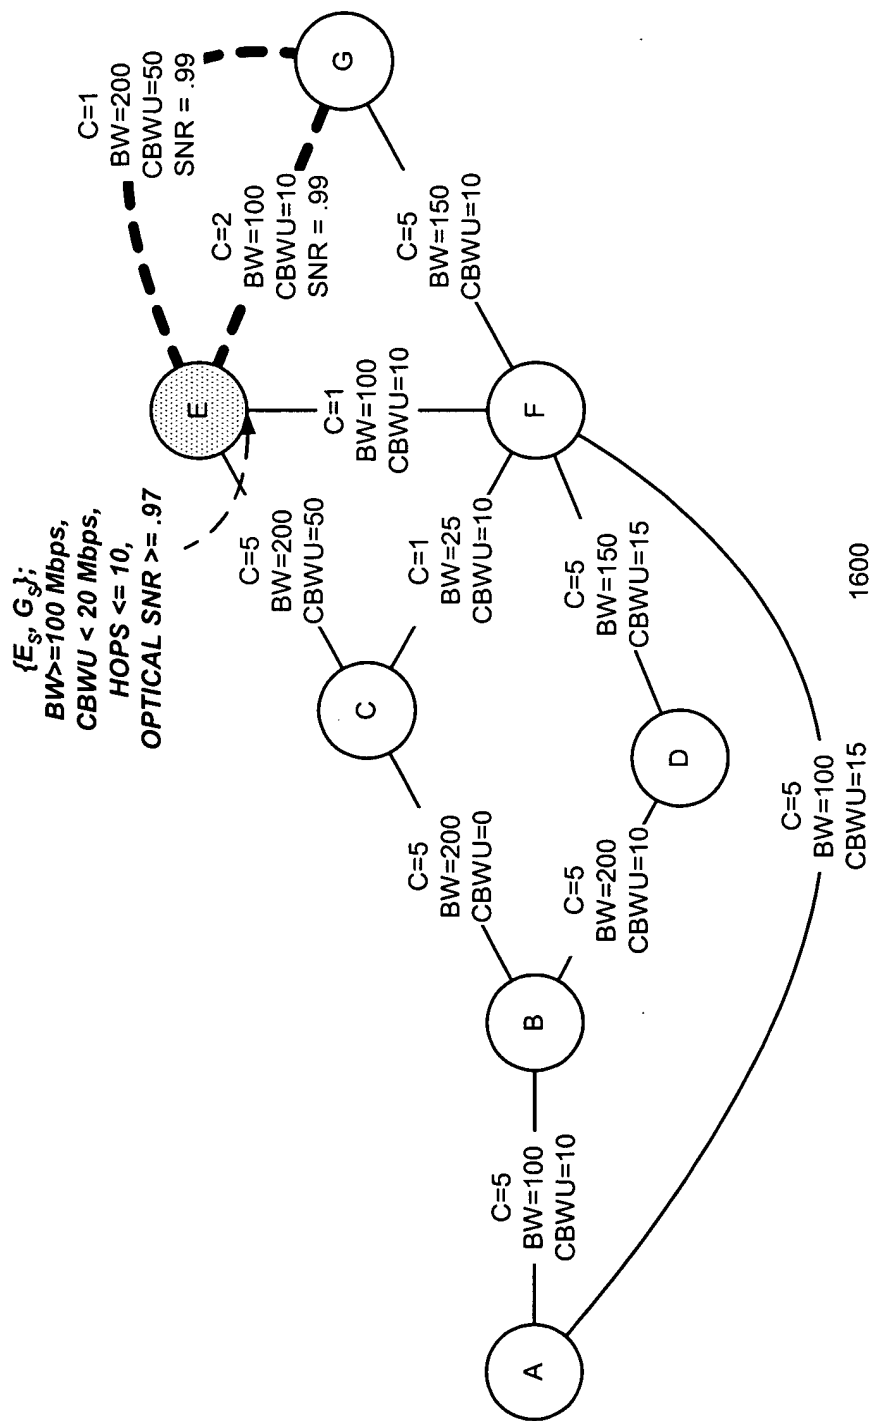 {E_S, G_S};
BW>=100 Mbps,
CBWU < 20 Mbps,
HOPS <= 10,
OPTICAL SNR >= .97
C=1
BW=200
CBWU=50
SNR = .99
G
C=2
BW=100
CBWU=10
SNR = .99
E
C=5
BW=150
CBWU=10
C=1
BW=100
CBWU=10
F
C=5
BW=200
CBWU=50
C=1
BW=25
CBWU=10
C=5
BW=150
CBWU=15
C
D
C=5
BW=200
CBWU=0
C=5
BW=200
CBWU=10
C=5
BW=100
CBWU=15
B
C=5
BW=100
CBWU=10
A
1600